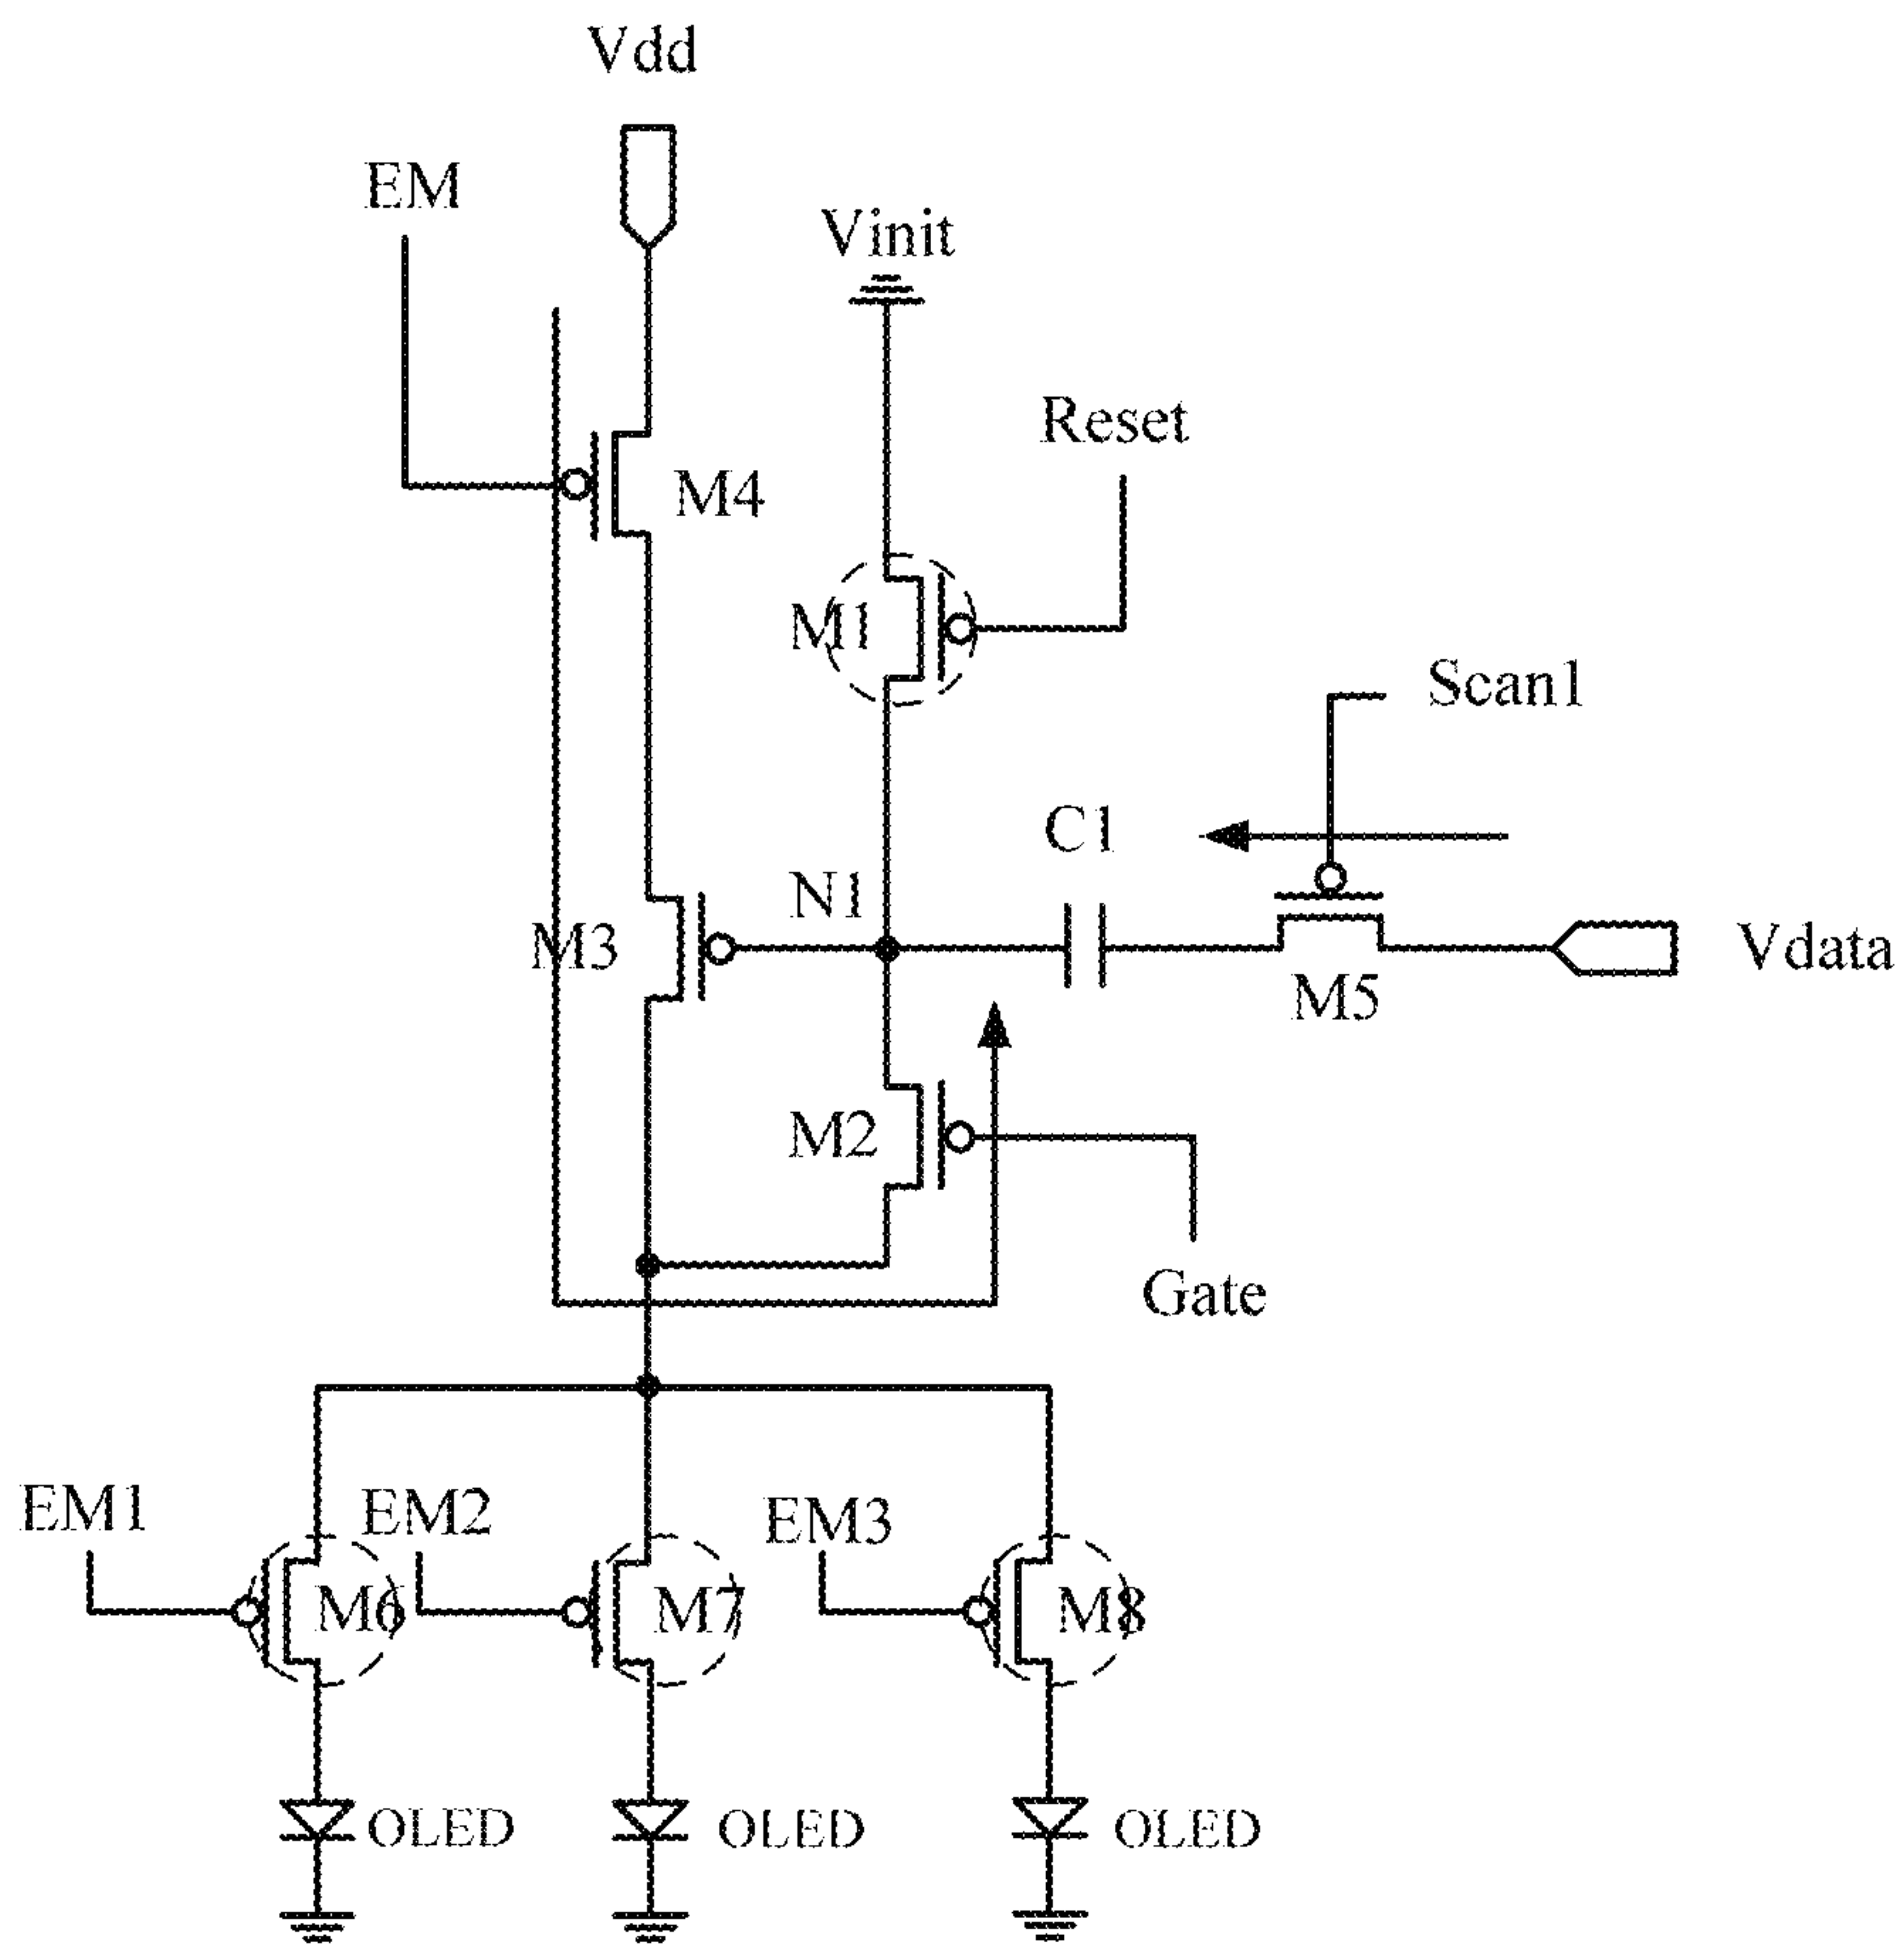 Vdd
EM
Vinit
Reset
M4
M1
Scan1
C1
N1
M3
Vdata
M5
M2
Gate
EM1
EM2
EM3
M6
M7
M8
OLED
OLED
OLED